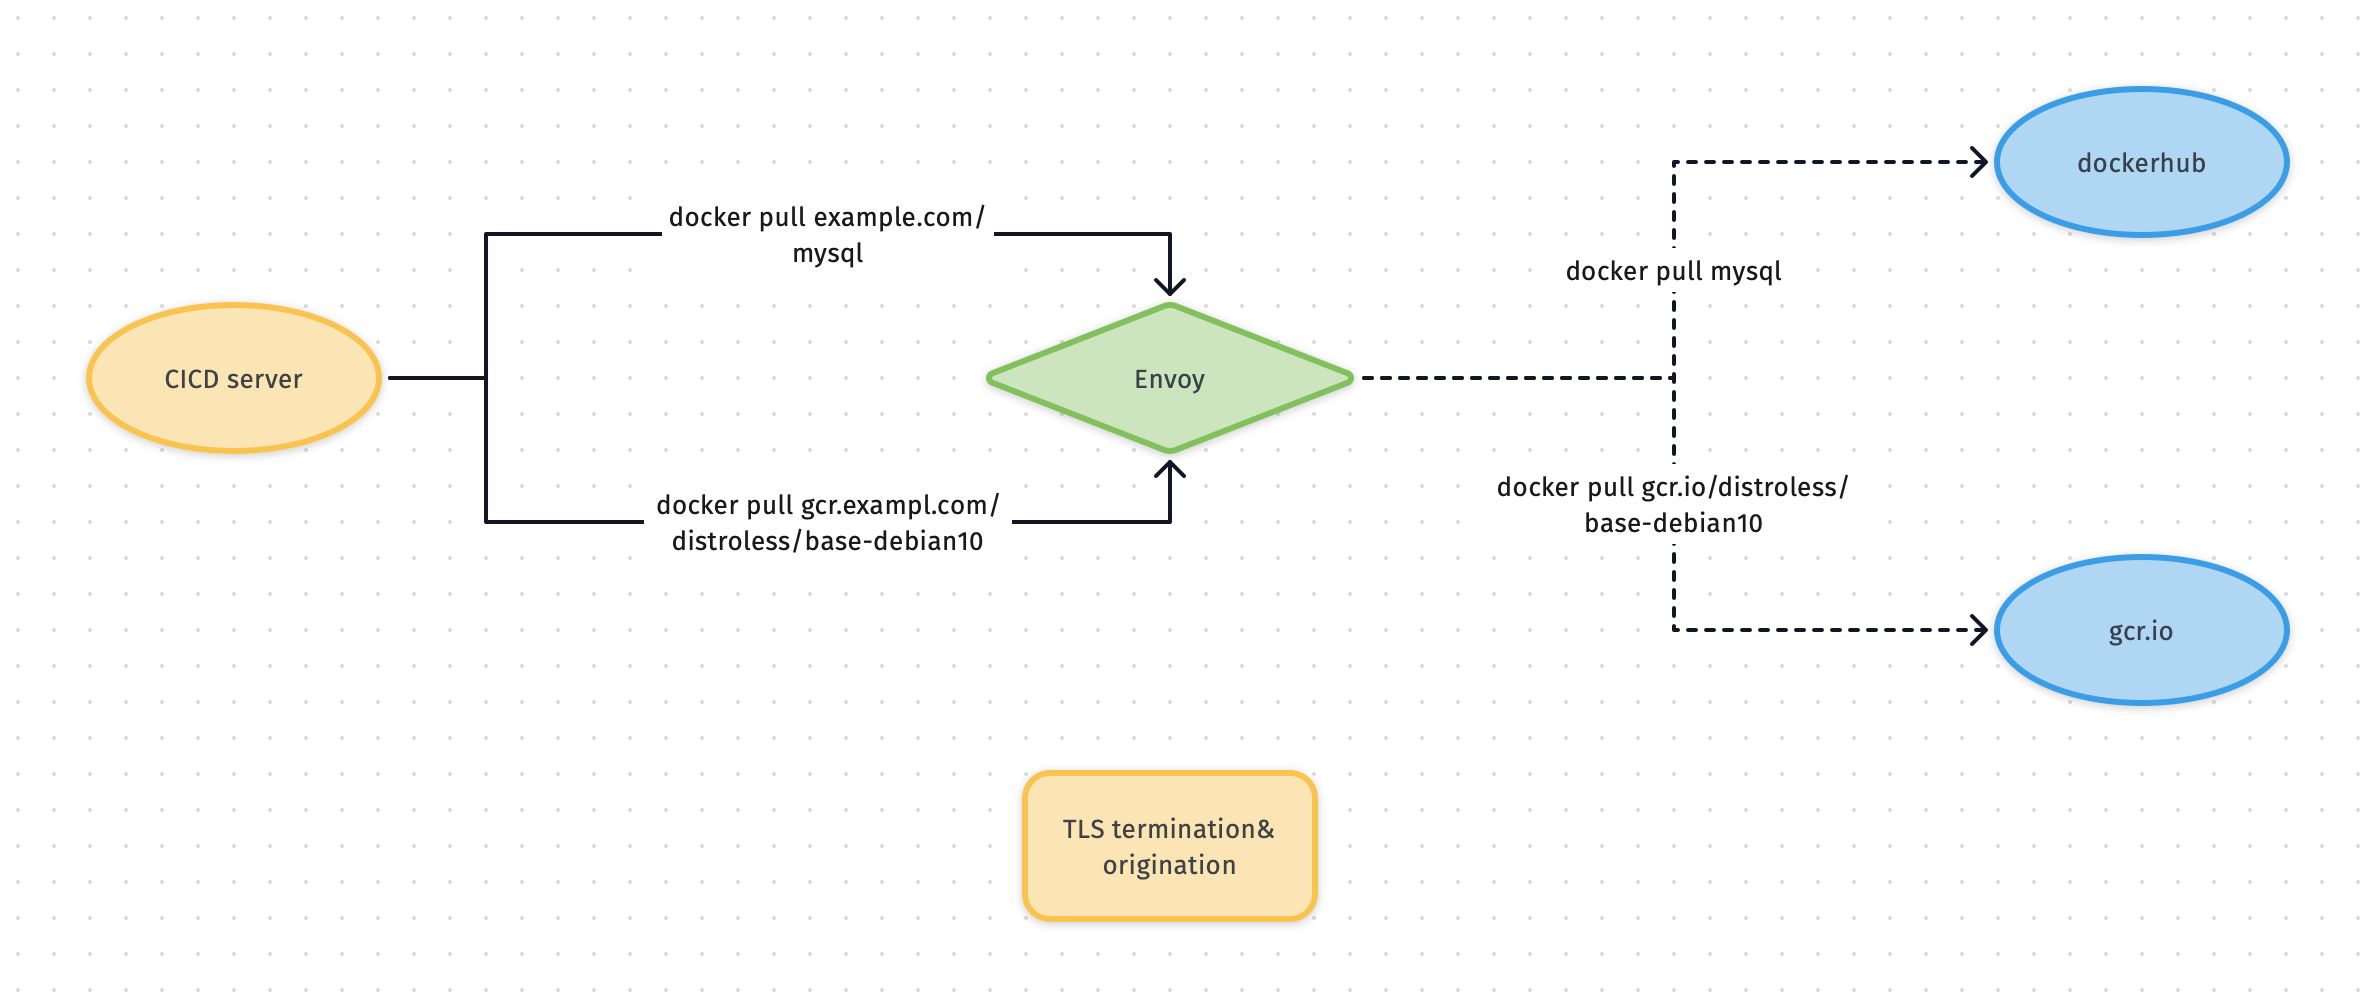 dockerhub
docker pull example.com/
mysql
docker pull mysql
CICD server
Envoy
docker pull gcr.exampl.com/
distroless/base-debian10
docker pull gcr.io/distroless/
base-debian10
gcr.io
TLS termination&
origination